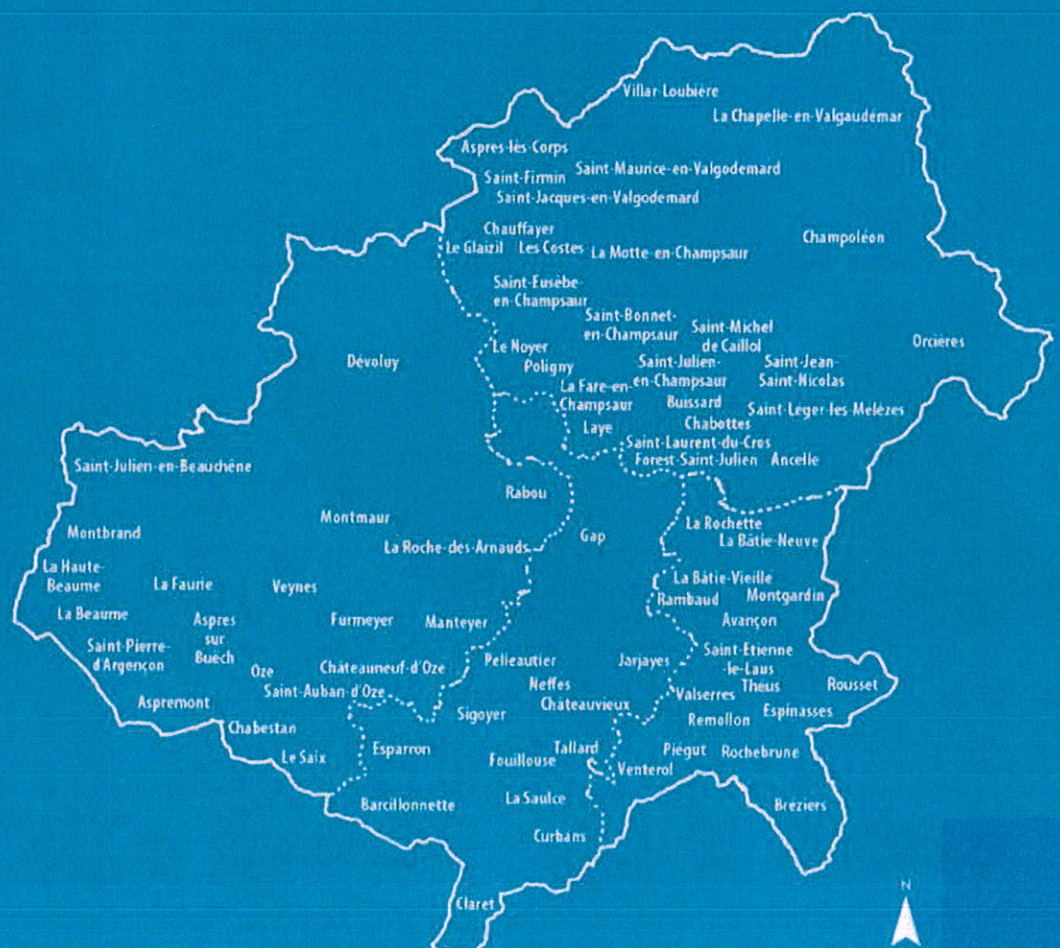 Villar-Loubière
La Chapelle-en-Valgaudémar
Aspres-lès-Corps
Saint-Maurice-en-Valgodemard
Saint-Firmin
Saint-Jacques-en-Valgodemard
Chauffayer
Champoléon
Le Glaizil
Les Costes
La Motte-en-Champsaur
Saint-Eusèbe-
en-Champsaur
Saint-Bonnet-
en-Champsaur
Saint-Michel
de Caillol
Orcières
Le Noyer
Dévoluy
Poligny
Saint-Julien-
en-Champsaur
Saint-Jean-
Saint-Nicolas
La Fare-en-
Champsaur
Buissard
Saint-Léger-les-Melèzes
Laye
Chabottes
Saint-Laurent-du-Cros
Forest-Saint-Julien
Ancelle
Saint-Julien-en-Beauchêne
Rabou
Montmaur
La Rochette
Montbrand
Gap
La Bâtie-Neuve
La Roche-des-Arnauds
La Haute-
Beaume
La Faurie
Veynes
La Bâtie-Vieille
Rambaud
Montgardin
La Beaume
Aspres
sur
Buëch
Furmeyer
Manteyer
Avançon
Saint-Pierre-
d'Argençon
Oze
Châteauneuf-d'Oze
Pelleautier
Jarjayes
Saint-Etienne
-le-Laus
Saint-Auban-d'Oze
Neffes
Théus
Rousset
Aspremont
Châteauvieux
Valserres
Sigoyer
Remollon
Espinasses
Chabestan
Esparron
Tallard
Piégut
Rochebrune
Le Saix
Fouillouse
Venterol
Barcillonnette
La Saulce
Breziers
Curbans
Claret
N